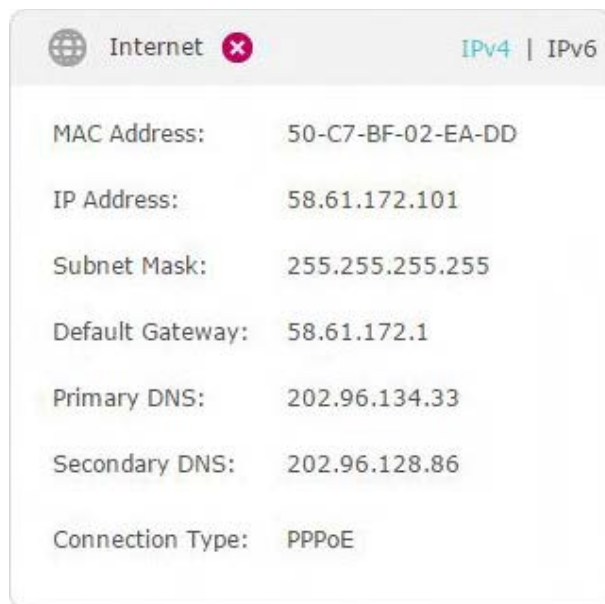 Internet IPv4 | IPv6
MAC Address: 50-C7-BF-02-EA-DD
IP Address: 58.61.172.101
Subnet Mask: 255.255.255.255
Default Gateway: 58.61.172.1
Primary DNS: 202.96.134.33
Secondary DNS: 202.96.128.86
Connection Type: PPPoE